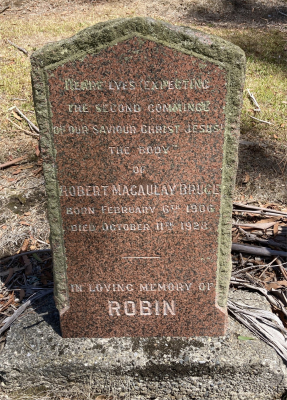 HERE LYES EXPECTING
THE SECOND COMMINGE
OF OUR SAVIOUR CHRIST JESUS
THE BODY
OF
ROBERT MACAULAY BRUCE
BORN FEBRUARY 6TH 1906
DIED OCTOBER 11TH 1923
IN LOVING MEMORY OF
ROBIN